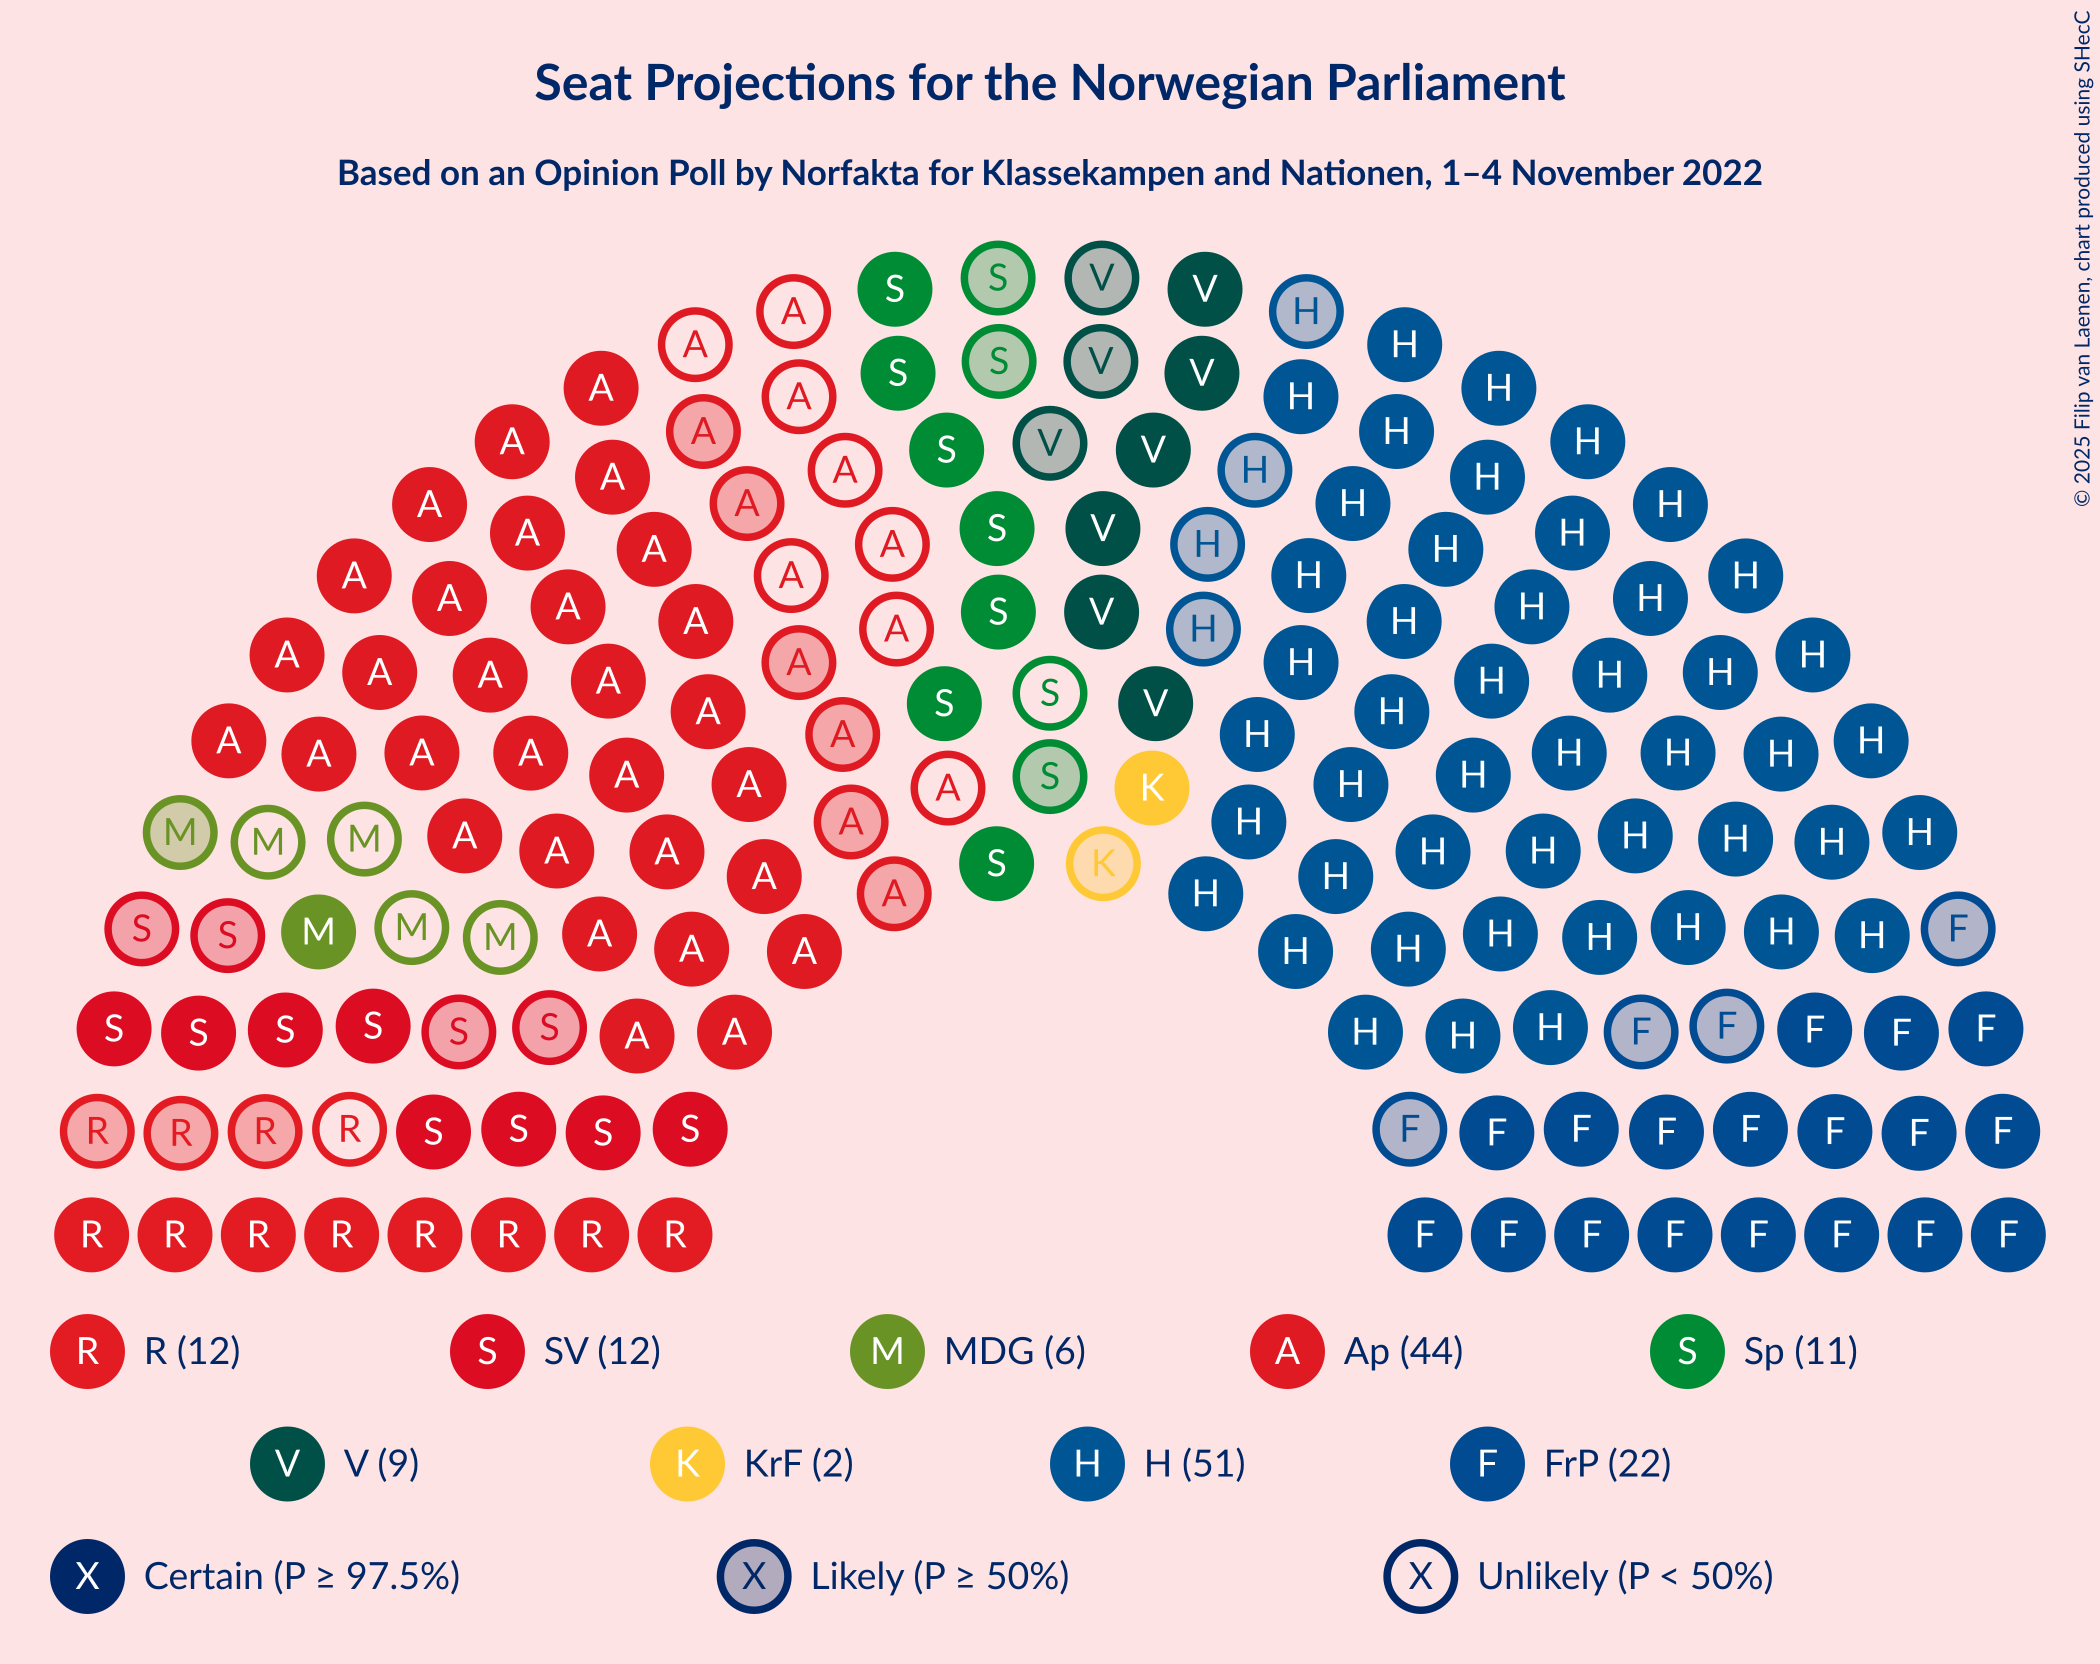 Seat Projections for the Norwegian Parliament
Based on an Opinion Poll by Norfakta for Klassekampen and Nationen, 1–4 November 2022
© 2025 Filip van Laenen, chart produced using SHecC
S S V V
A H
A H
A S S V V H
A A H H
A S V V H
A A H H
A A H H
A A S V H H
A A A H H H
A A S V H H
A A H H
A A A S S V H H H
A A A A H H H H
A A A A A S K H H H H H
M M M A A A A A S K H H H H H H H H
S S M M M A A A A H H H H H H H H F
S S S S S S A A H H H F F F F F
R R R R S S S S F F F F F F F F
R R R R R R R R F F F F F F F F
R R (12) S SV (12) M MDG (6) A Ap (44) S Sp (11)
V V (9) K KrF (2) H H (51) F FrP (22)
X Certain (P ≥ 97.5%) X Likely (P ≥ 50%) X Unlikely (P < 50%)